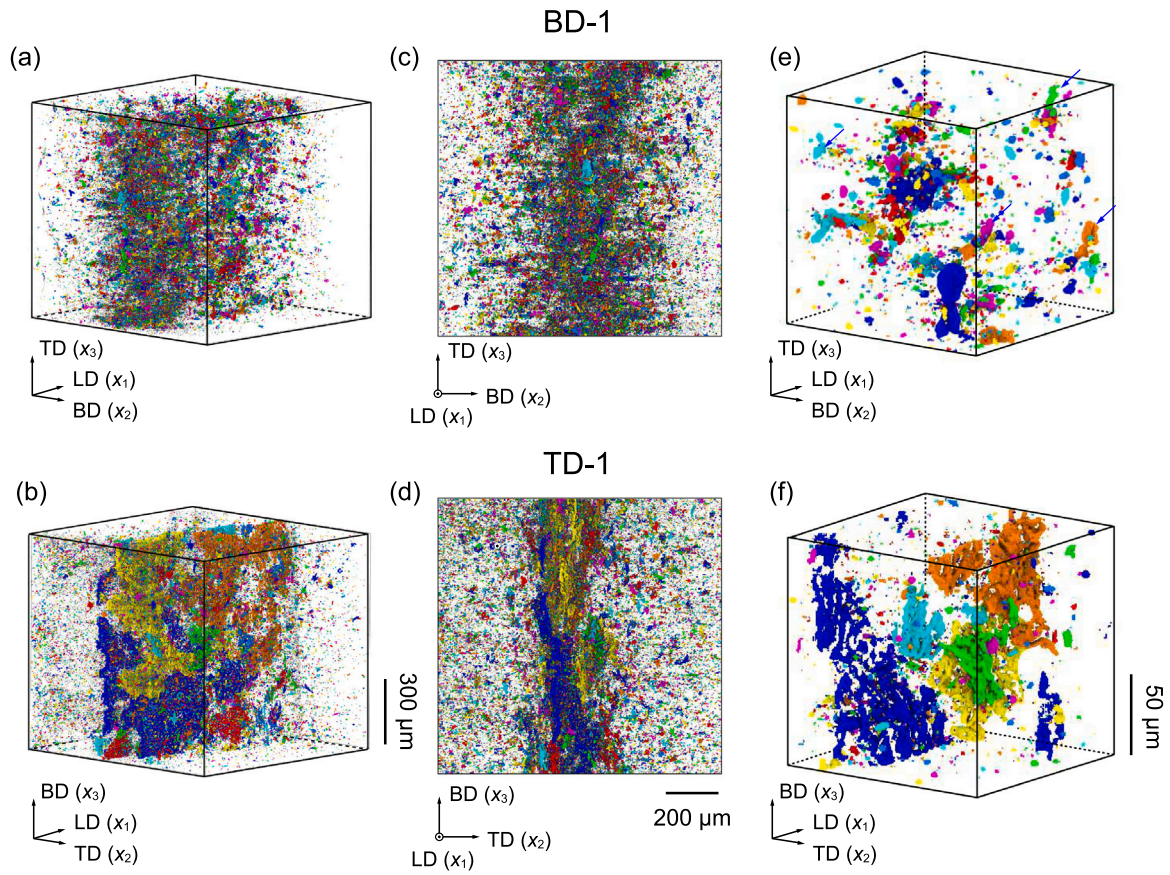 BD-1
(a)
(c)
(e)
TD (x₃)
LD (x₁)
BD (x₂)
TD (x₃)
BD (x₂)
LD (x₁)
TD (x₃)
LD (x₁)
BD (x₂)
TD-1
(b)
(d)
(f)
300 μm
50 μm
BD (x₃)
LD (x₁)
TD (x₂)
BD (x₃)
TD (x₂)
LD (x₁)
200 μm
BD (x₃)
LD (x₁)
TD (x₂)